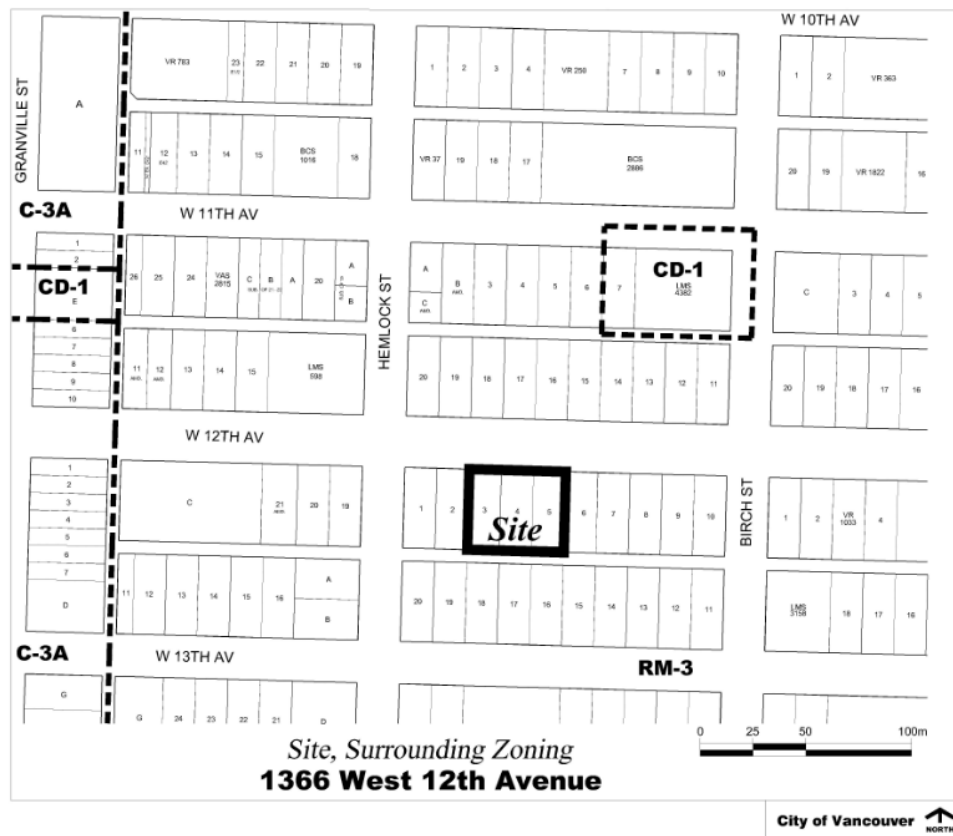 W 10TH AV
GRANVILLE ST
A
VR 763 23 22 21 20 19
1 2 3 4 VR 250 7 8 9 10
1 2 VR 363
11 12 13 14 15 BCS 1016 18
VR 37 19 18 17 BCS 2886
20 19 VR 1822 16
C-3A
W 11TH AV
1
2
CD-1
E
6
7
8
9
10
26 25 24 VAS 2815 C B A 20 A
B
HEMLOCK ST
A B 3 4 5 6 7 CD-1
LMS 4382
C
C 3 4 5
11 12 13 14 15 LMS 598
20 19 18 17 16 15 14 13 12 11
20 19 18 17 16
W 12TH AV
1
2
3
4
5
6
7
D
C 21 20 19
1 2 3 4 5 6 7 8 9 10
Site
BIRCH ST
1 2 VR 1033 4
11 12 13 14 15 16 A
B
20 19 18 17 16 15 14 13 12 11
LMS 3158 18 17 16
C-3A
W 13TH AV
RM-3
G
G 24 23 22 21 D
0 25 50 100m
Site, Surrounding Zoning
1366 West 12th Avenue
City of Vancouver
NORTH